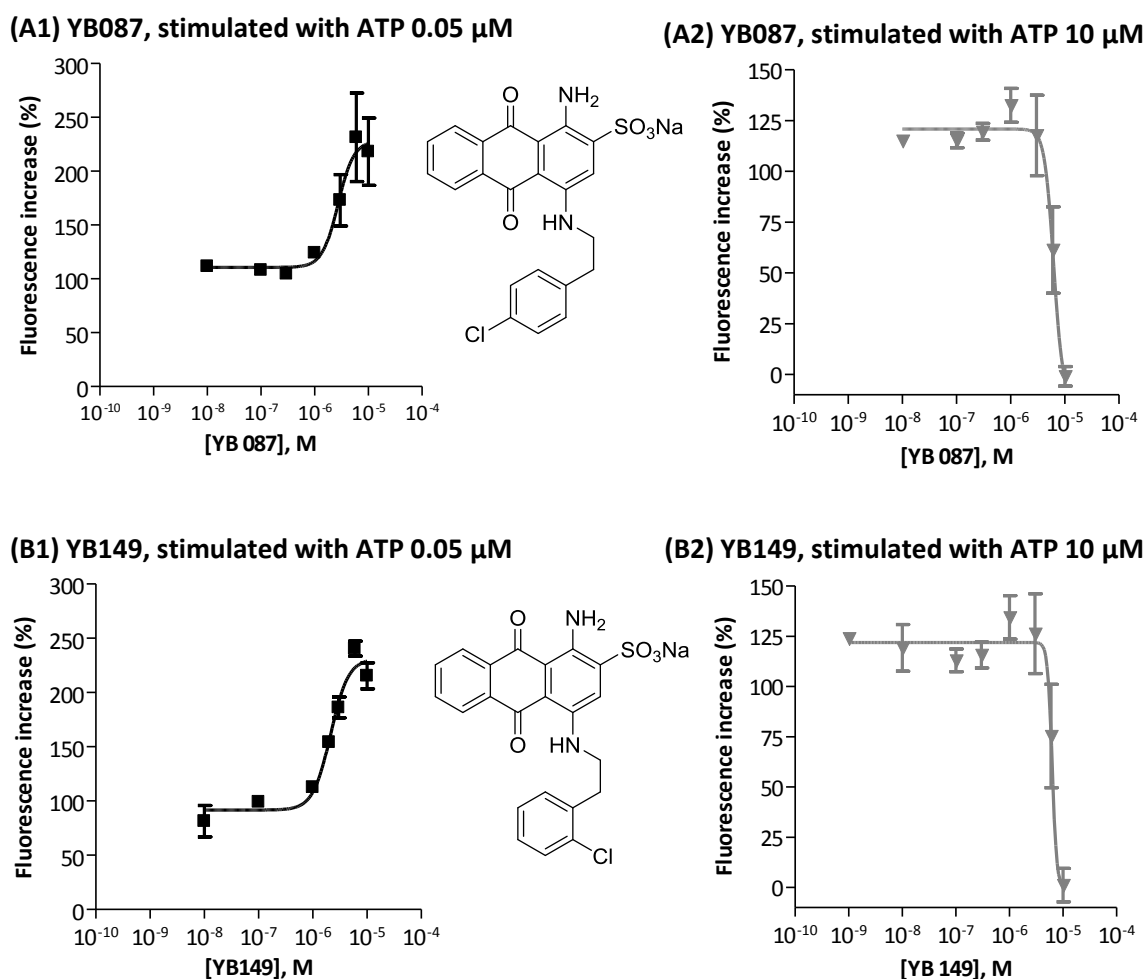 (A1) YB087, stimulated with ATP 0.05 µM
Fluorescence increase (%)
300
250
200
150
100
50
0
10⁻¹⁰ 10⁻⁹ 10⁻⁸ 10⁻⁷ 10⁻⁶ 10⁻⁵ 10⁻⁴
[YB 087], M
O
NH₂
SO₃Na
O
HN
Cl
(A2) YB087, stimulated with ATP 10 µM
Fluorescence increase (%)
150
125
100
75
50
25
0
10⁻¹⁰ 10⁻⁹ 10⁻⁸ 10⁻⁷ 10⁻⁶ 10⁻⁵ 10⁻⁴
[YB 087], M
(B1) YB149, stimulated with ATP 0.05 µM
Fluorescence increase (%)
300
250
200
150
100
50
0
10⁻¹⁰ 10⁻⁹ 10⁻⁸ 10⁻⁷ 10⁻⁶ 10⁻⁵ 10⁻⁴
[YB149], M
O
NH₂
SO₃Na
O
HN
Cl
(B2) YB149, stimulated with ATP 10 µM
Fluorescence increase (%)
150
125
100
75
50
25
0
10⁻¹⁰ 10⁻⁹ 10⁻⁸ 10⁻⁷ 10⁻⁶ 10⁻⁵ 10⁻⁴
[YB 149], M